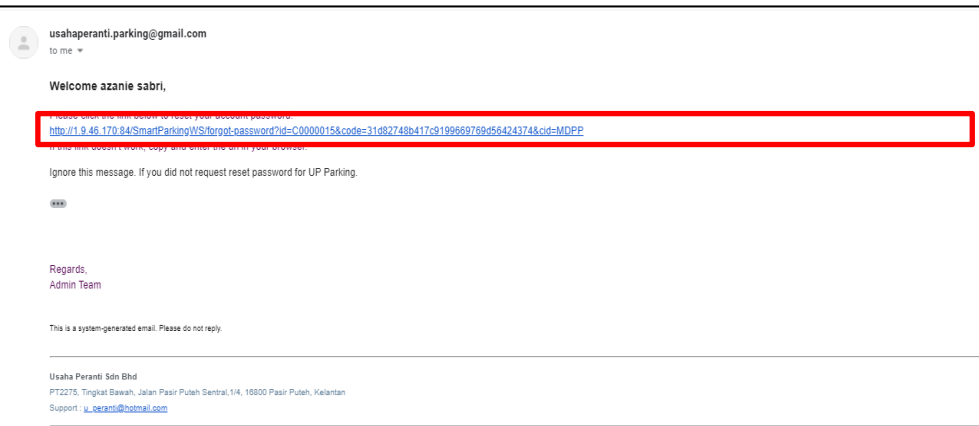 usahaperanti.parking@gmail.com
to me
Welcome azanie sabri,
Please click the link below to reset your account password.
http://1.9.46.170:84/SmartParkingWS/forgot-password?id=C0000015&code=31d82748b417c9199669769d56424374&cid=MDPP
If this link doesn't work, copy and enter the url in your browser.
Ignore this message. If you did not request reset password for UP Parking.
Regards,
Admin Team
This is a system-generated email. Please do not reply.
Usaha Peranti Sdn Bhd
PT2275, Tingkat Bawah, Jalan Pasir Puteh Sentral,1/4, 16800 Pasir Puteh, Kelantan
Support : u_peranti@hotmail.com